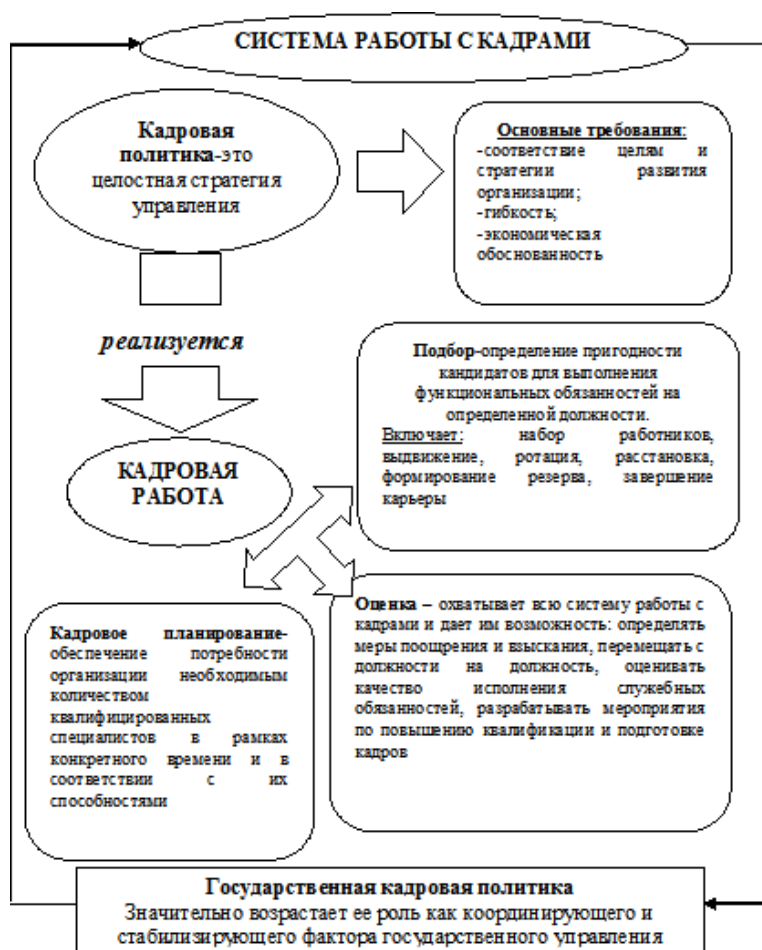 СИСТЕМА РАБОТЫ С КАДРАМИ
Кадровая
политика-это
целостная стратегия
управления
Основные требования:
-соответствие целям и
стратегии развития
организации;
-гибкость;
-экономическая
обоснованность
реализуется
Подбор-определение пригодности
кандидатов для выполнения
функциональных обязанностей на
определенной должности.
Включает: набор работников,
выдвижение, ротация, расстановка,
формирование резерва, завершение
карьеры
КАДРОВАЯ
РАБОТА
Кадровое планирование-
обеспечение потребности
организации необходимым
количеством
квалифицированных
специалистов в рамках
конкретного времени и в
соответствии с их
способностями
Оценка – охватывает всю систему работы с
кадрами и дает им возможность: определять
меры поощрения и взыскания, перемещать с
должности на должность, оценивать
качество исполнения служебных
обязанностей, разрабатывать мероприятия
по повышению квалификации и подготовке
кадров
Государственная кадровая политика
Значительно возрастает ее роль как координирующего и
стабилизирующего фактора государственного управления